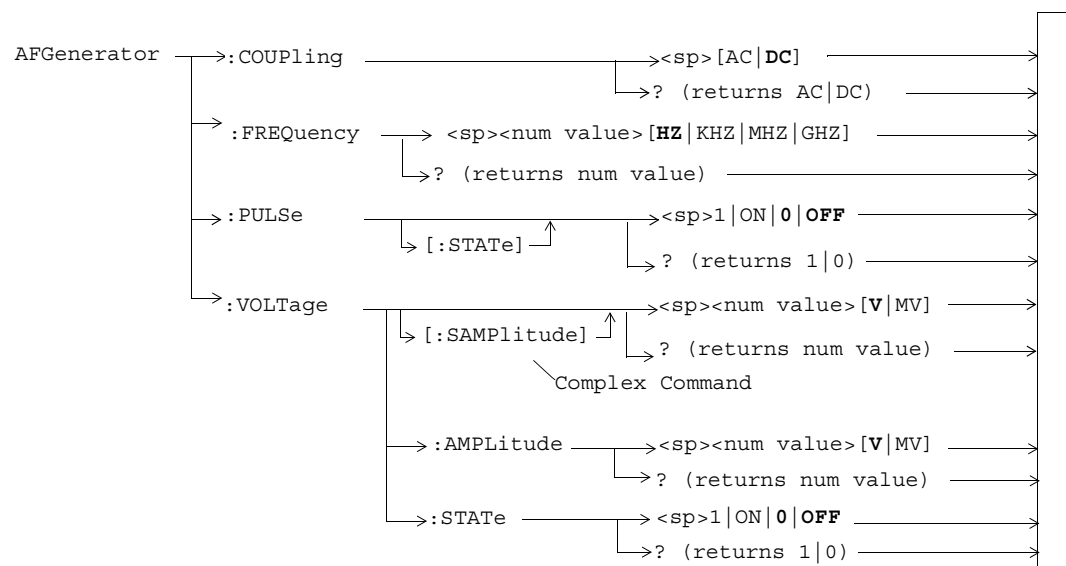 AFGenerator :COUPling <sp>[AC|DC]
? (returns AC|DC)
:FREQuency <sp><num value>[HZ|KHZ|MHZ|GHZ]
? (returns num value)
:PULSe <sp>1|ON|0|OFF
[:STATe]
? (returns 1|0)
:VOLTage <sp><num value>[V|MV]
[:SAMPlitude]
? (returns num value)
Complex Command
:AMPLitude <sp><num value>[V|MV]
? (returns num value)
:STATe <sp>1|ON|0|OFF
? (returns 1|0)